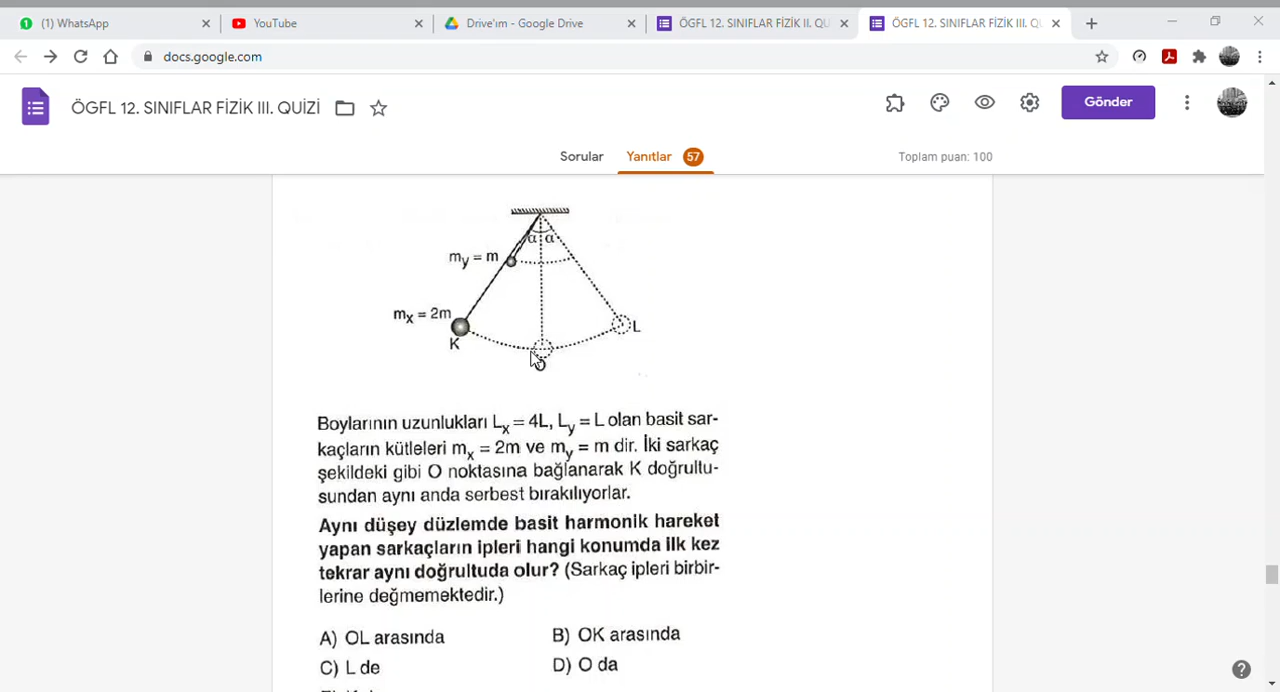 (1) WhatsApp
YouTube
Drive'ım - Google Drive
ÖGFL 12. SINIFLAR FİZİK II. QUİZ
ÖGFL 12. SINIFLAR FİZİK III. QU
docs.google.com
ÖGFL 12. SINIFLAR FİZİK III. QUİZİ
Gönder
Sorular
Yanıtlar 57
Toplam puan: 100
α α
my = m
mx = 2m
K
L
O
Boylarının uzunlukları Lx = 4L, Ly = L olan basit sar-
kaçların kütleleri mx = 2m ve my = m dir. İki sarkaç
şekildeki gibi O noktasına bağlanarak K doğrultu-
sundan aynı anda serbest bırakılıyorlar.
Aynı düşey düzlemde basit harmonik hareket
yapan sarkaçların ipleri hangi konumda ilk kez
tekrar aynı doğrultuda olur? (Sarkaç ipleri birbir-
lerine değmemektedir.)
A) OL arasında
B) OK arasında
C) L de
D) O da